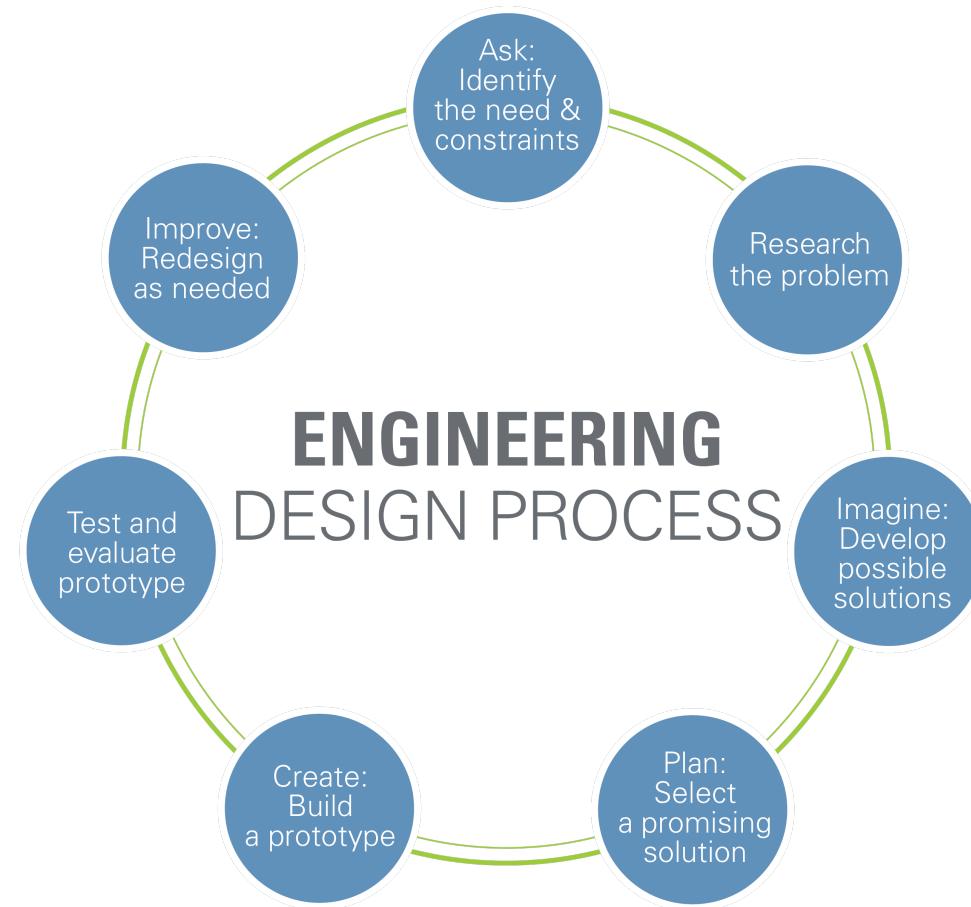 Ask:
Identify
the need &
constraints
Research
the problem
Imagine:
Develop
possible
solutions
Plan:
Select
a promising
solution
Create:
Build
a prototype
Test and
evaluate
prototype
Improve:
Redesign
as needed
ENGINEERING
DESIGN PROCESS